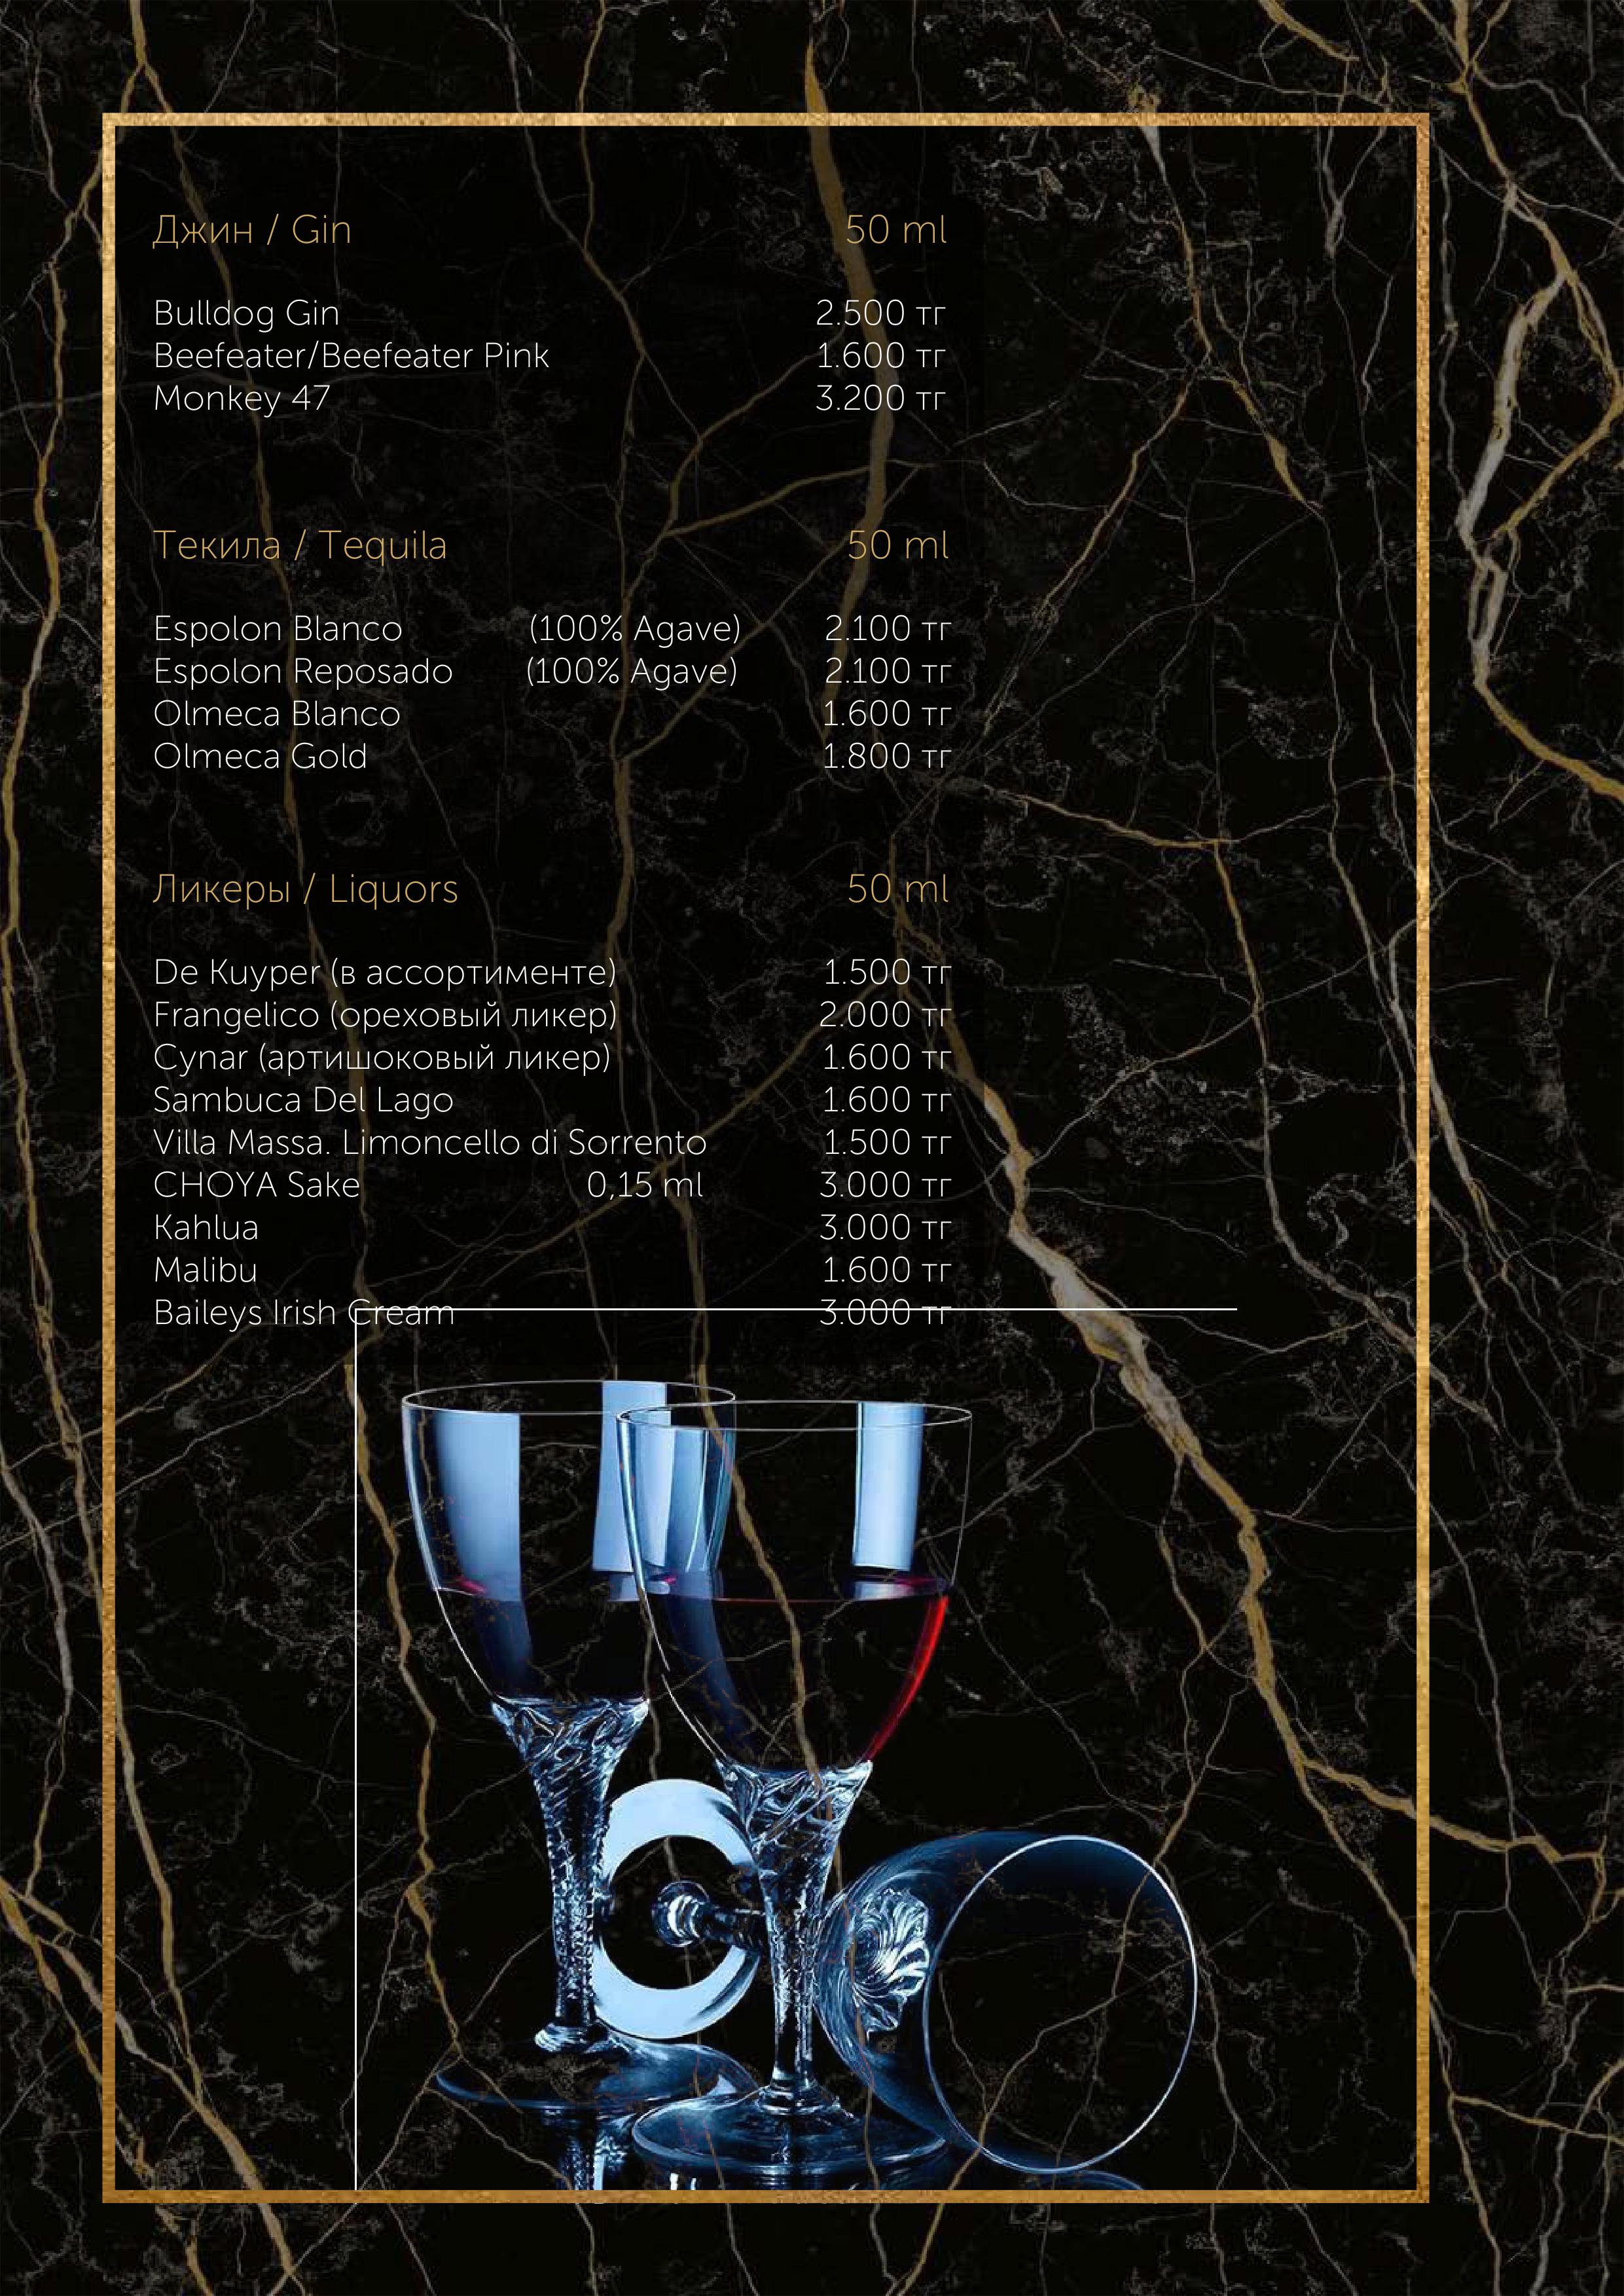 Джин / Gin 50 ml
Bulldog Gin 2.500 тг
Beefeater/Beefeater Pink 1.600 тг
Monkey 47 3.200 тг
Текила / Tequila 50 ml
Espolon Blanco (100% Agave) 2.100 тг
Espolon Reposado (100% Agave) 2.100 тг
Olmeca Blanco 1.600 тг
Olmeca Gold 1.800 тг
Ликеры / Liquors 50 ml
De Kuyper (в ассортименте) 1.500 тг
Frangelico (ореховый ликер) 2.000 тг
Cynar (артишоковый ликер) 1.600 тг
Sambuca Del Lago 1.600 тг
Villa Massa. Limoncello di Sorrento 1.500 тг
CHOYA Sake 0,15 ml 3.000 тг
Kahlua 3.000 тг
Malibu 1.600 тг
Baileys Irish Cream 3.000 тг